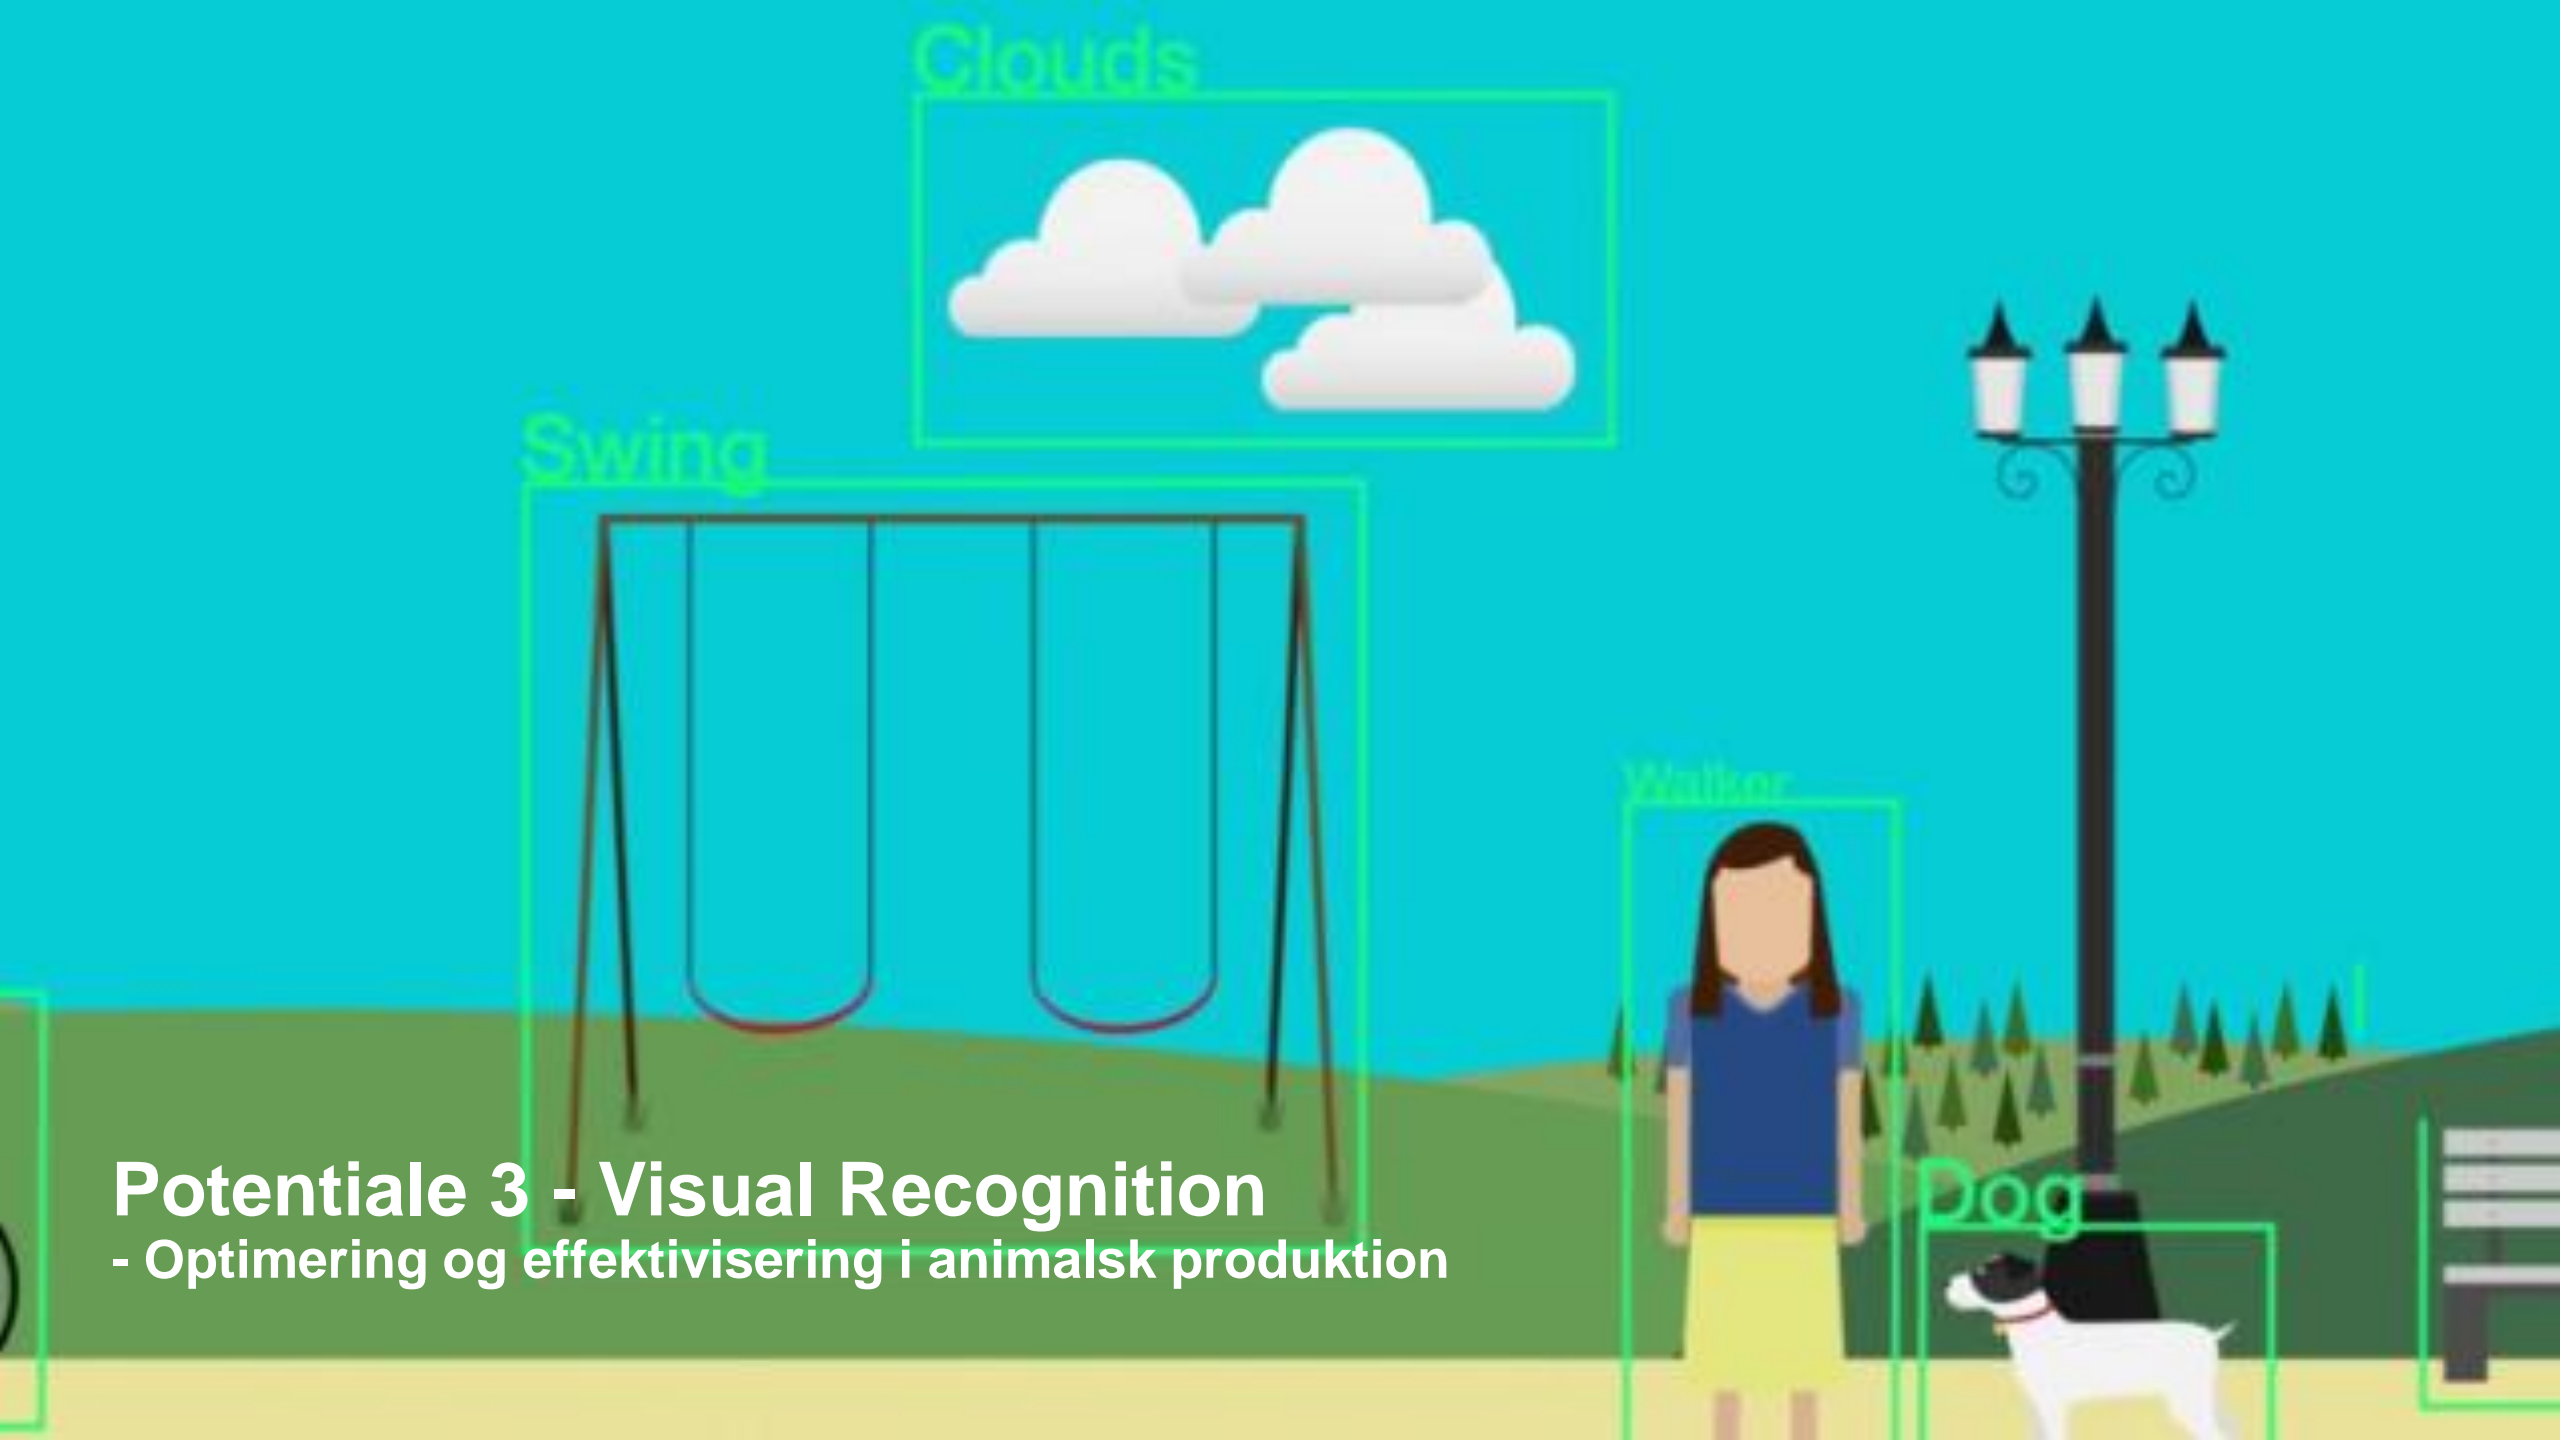 Clouds
Swing
Walker
Dog
Potentiale 3 - Visual Recognition
- Optimering og effektivisering i animalsk produktion